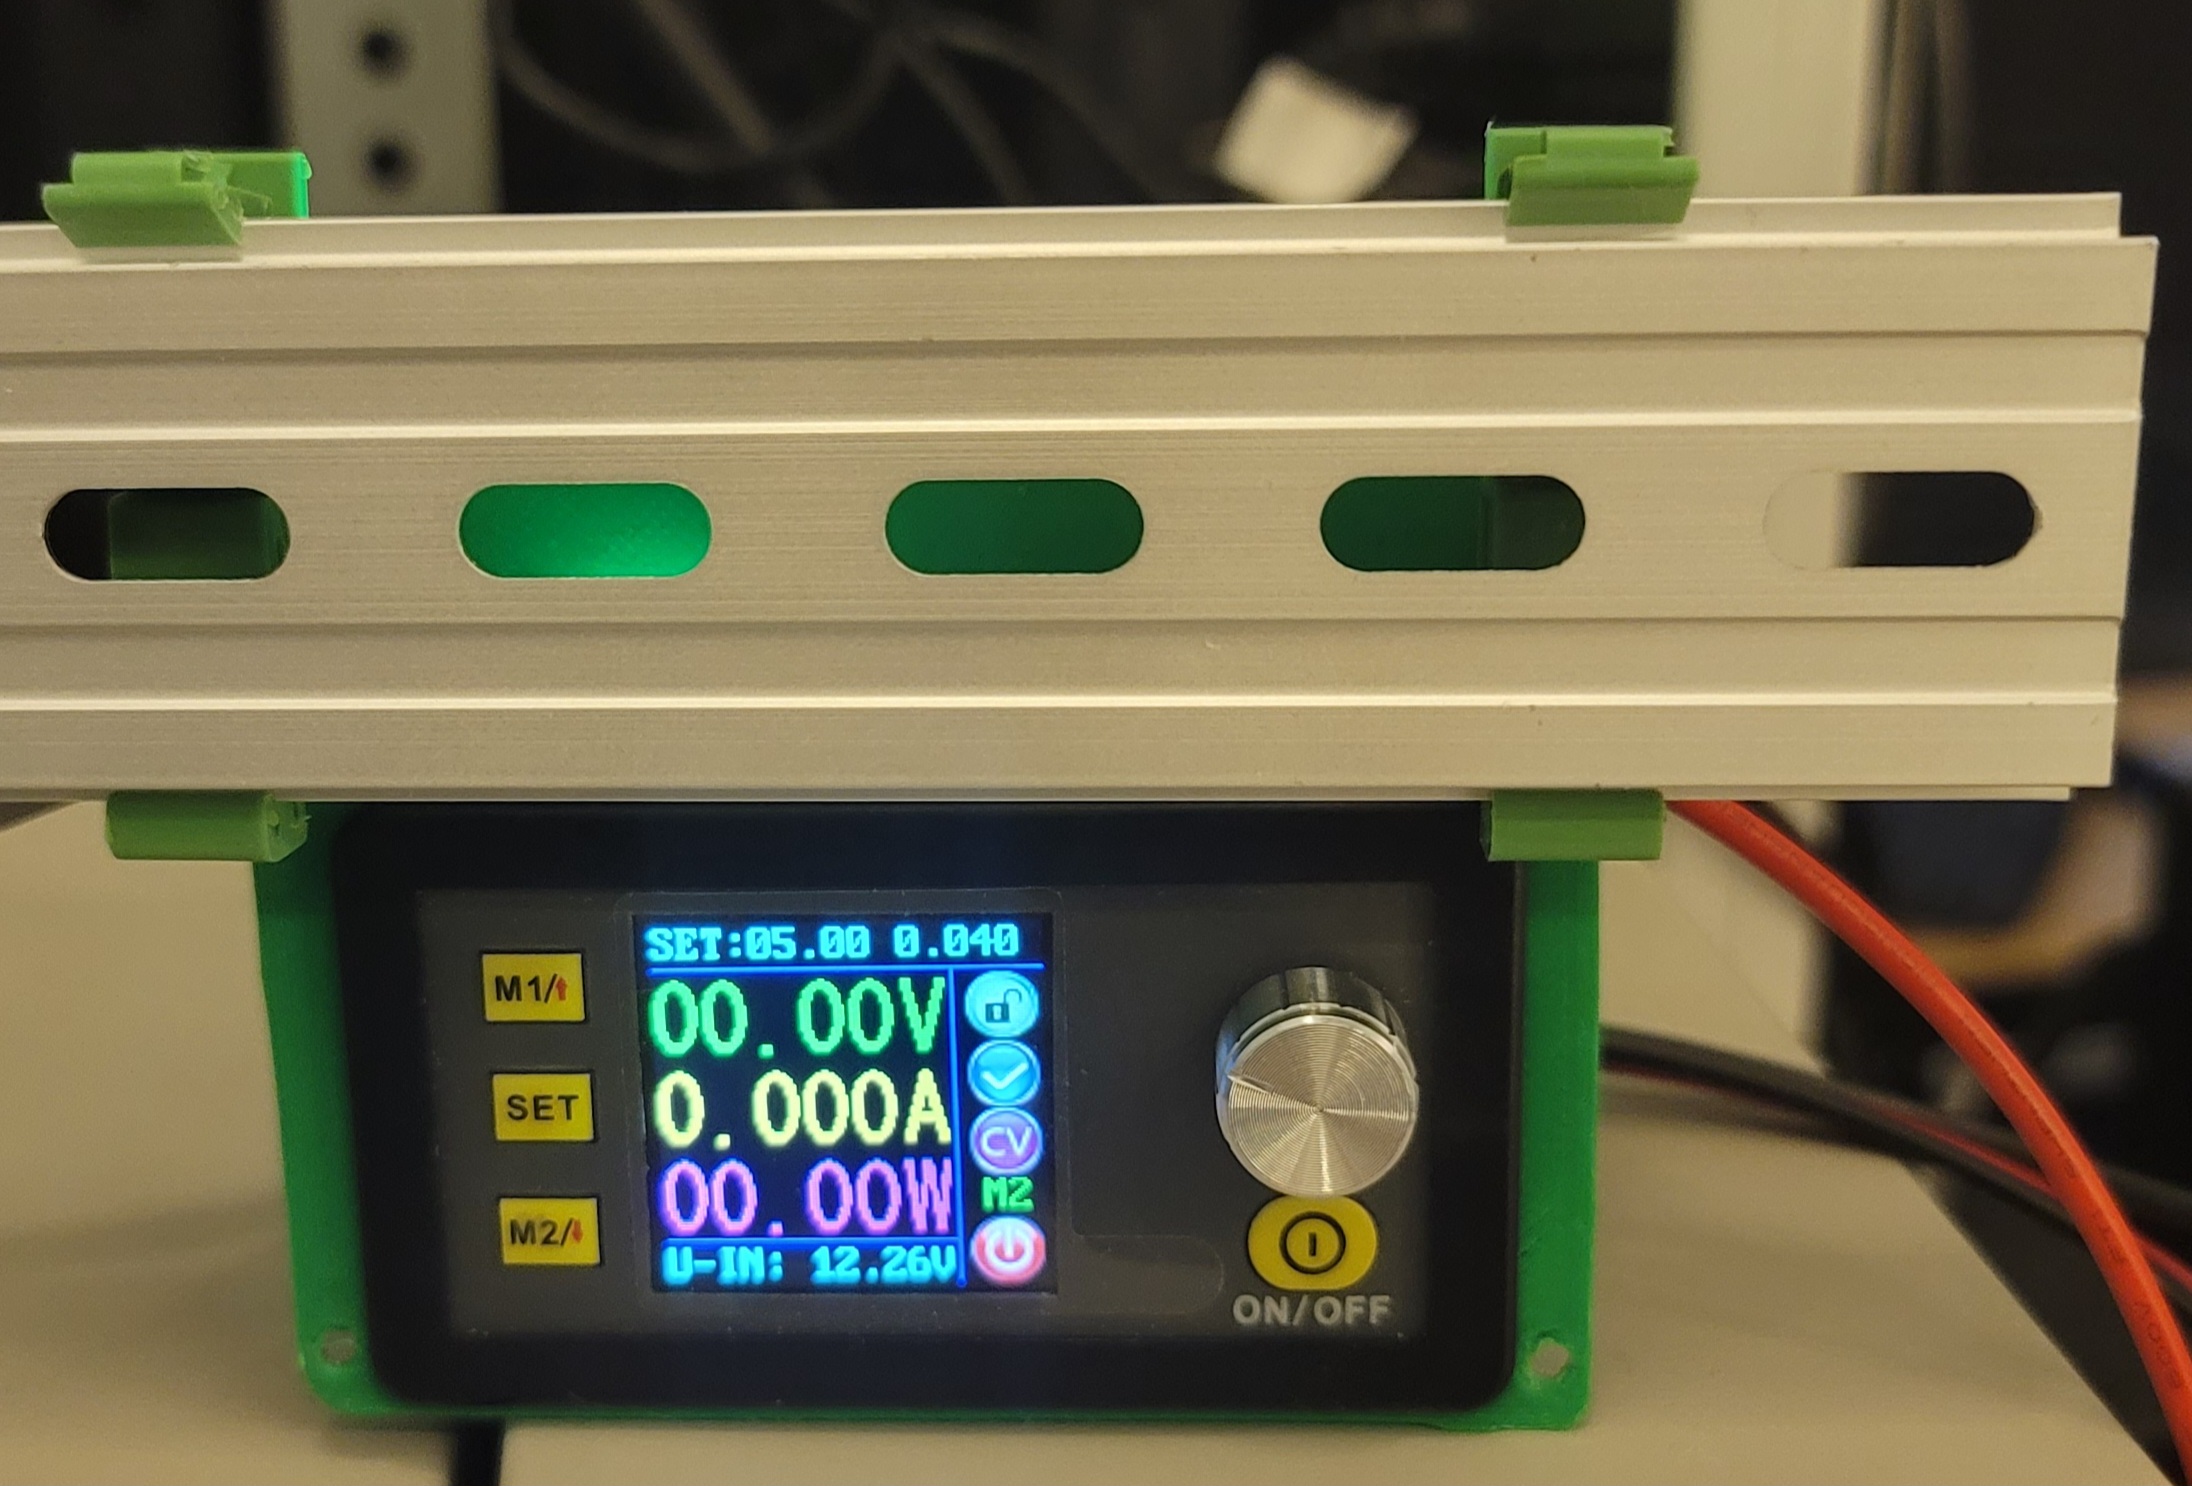 SET:05.00 0.040
M1/
00.00V
0.000A
SET
CV
M2
00.00W
M2/
U-IN: 12.26V
ON/OFF